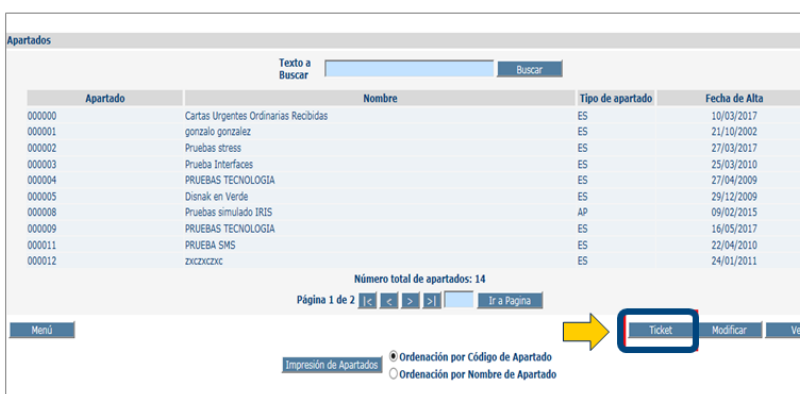 Apartados
Texto a
Buscar
Buscar
Apartado Nombre Tipo de apartado Fecha de Alta
000000 Cartas Urgentes Ordinarias Recibidas ES 10/03/2017
000001 gonzalo gonzalez ES 21/10/2002
000002 Pruebas stress ES 27/03/2017
000003 Prueba Interfaces ES 25/03/2010
000004 PRUEBAS TECNOLOGIA ES 27/04/2009
000005 Disnak en Verde ES 29/12/2009
000008 Pruebas simulado IRIS AP 09/02/2015
000009 PRUEBAS TECNOLOGIA ES 16/05/2017
000011 PRUEBA SMS ES 22/04/2010
000012 zxczxczxc ES 24/01/2011
Número total de apartados: 14
Página 1 de 2 |< < > >| Ir a Pagina
Menú Ticket Modificar Ve
Impresión de Apartados
Ordenación por Código de Apartado
Ordenación por Nombre de Apartado